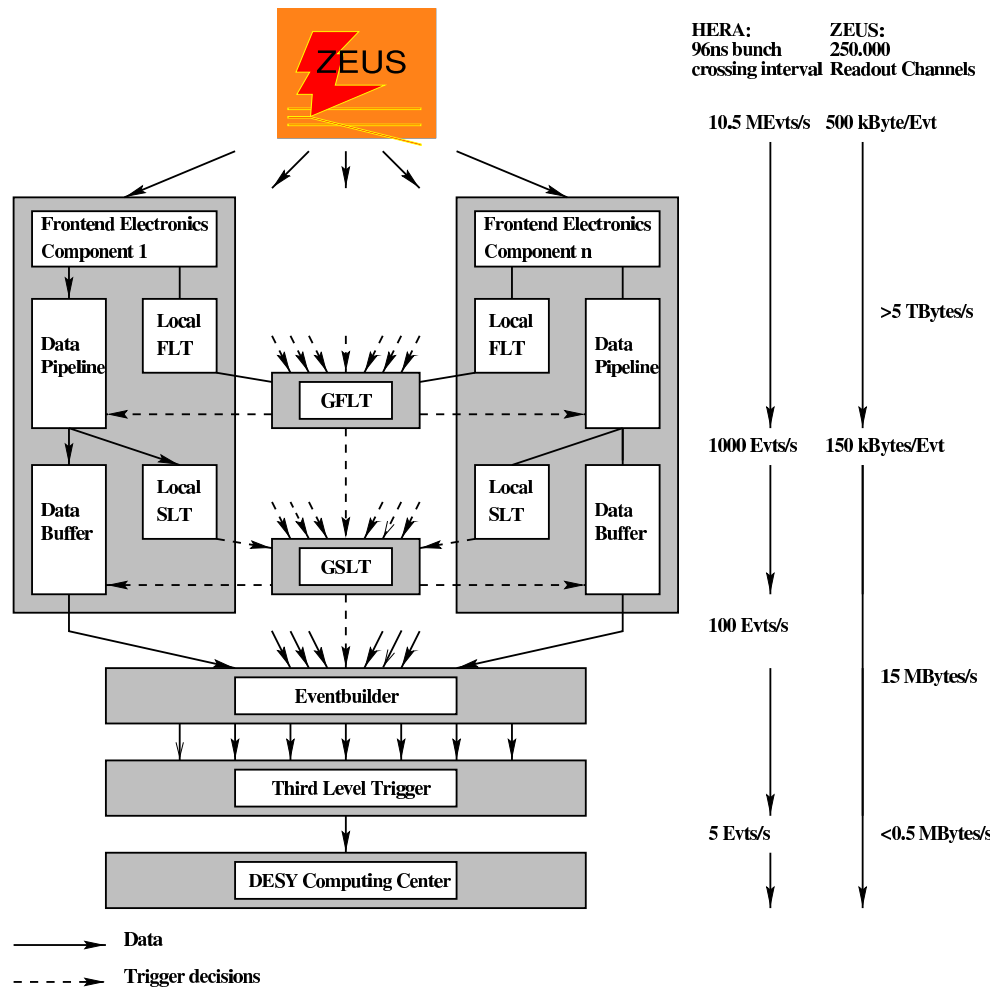 ZEUS
HERA:
96ns bunch
crossing interval
ZEUS:
250.000
Readout Channels
10.5 MEvts/s
500 kByte/Evt
Frontend Electronics
Component 1
Frontend Electronics
Component n
Data
Pipeline
Local
FLT
Local
FLT
Data
Pipeline
>5 TBytes/s
GFLT
1000 Evts/s
150 kBytes/Evt
Data
Buffer
Local
SLT
Local
SLT
Data
Buffer
GSLT
100 Evts/s
Eventbuilder
15 MBytes/s
Third Level Trigger
5 Evts/s
<0.5 MBytes/s
DESY Computing Center
Data
Trigger decisions